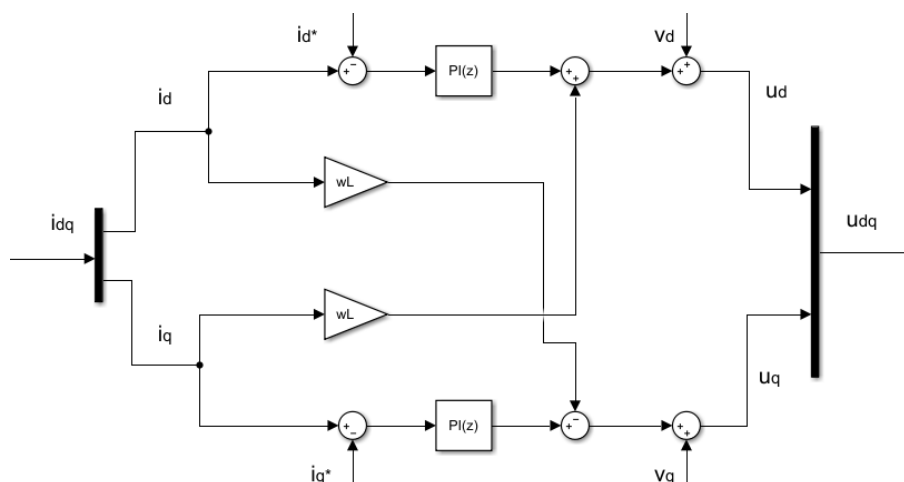 id*
vd
PI(z)
id
ud
wL
idq
udq
wL
iq
uq
PI(z)
iq*
vq